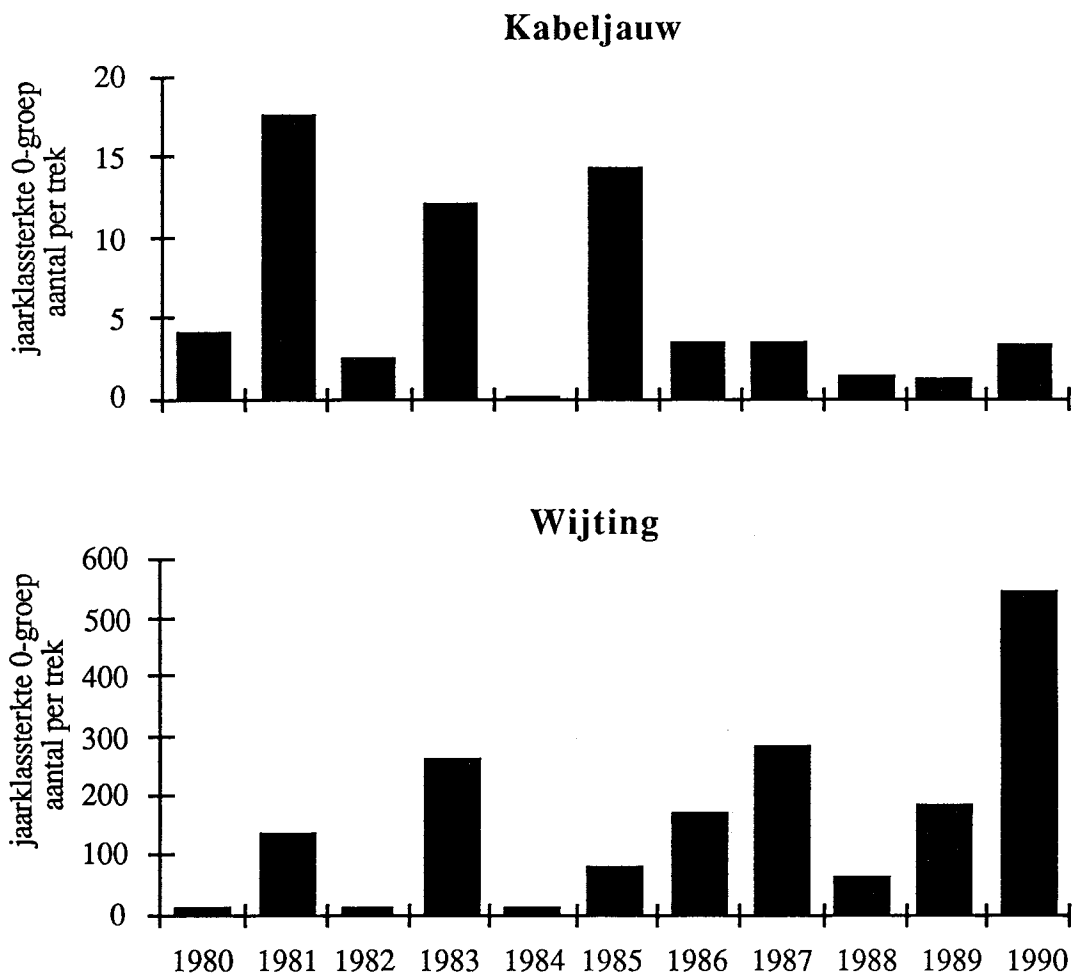 Kabeljauw
jaarklassterkte 0-groep
aantal per trek
20
15
10
5
0
Wijting
jaarklassterkte 0-groep
aantal per trek
600
500
400
300
200
100
0
1980 1981 1982 1983 1984 1985 1986 1987 1988 1989 1990